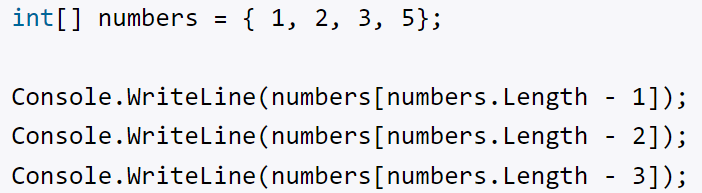 int[] numbers = { 1, 2, 3, 5};
Console.WriteLine(numbers[numbers.Length - 1]);
Console.WriteLine(numbers[numbers.Length - 2]);
Console.WriteLine(numbers[numbers.Length - 3]);